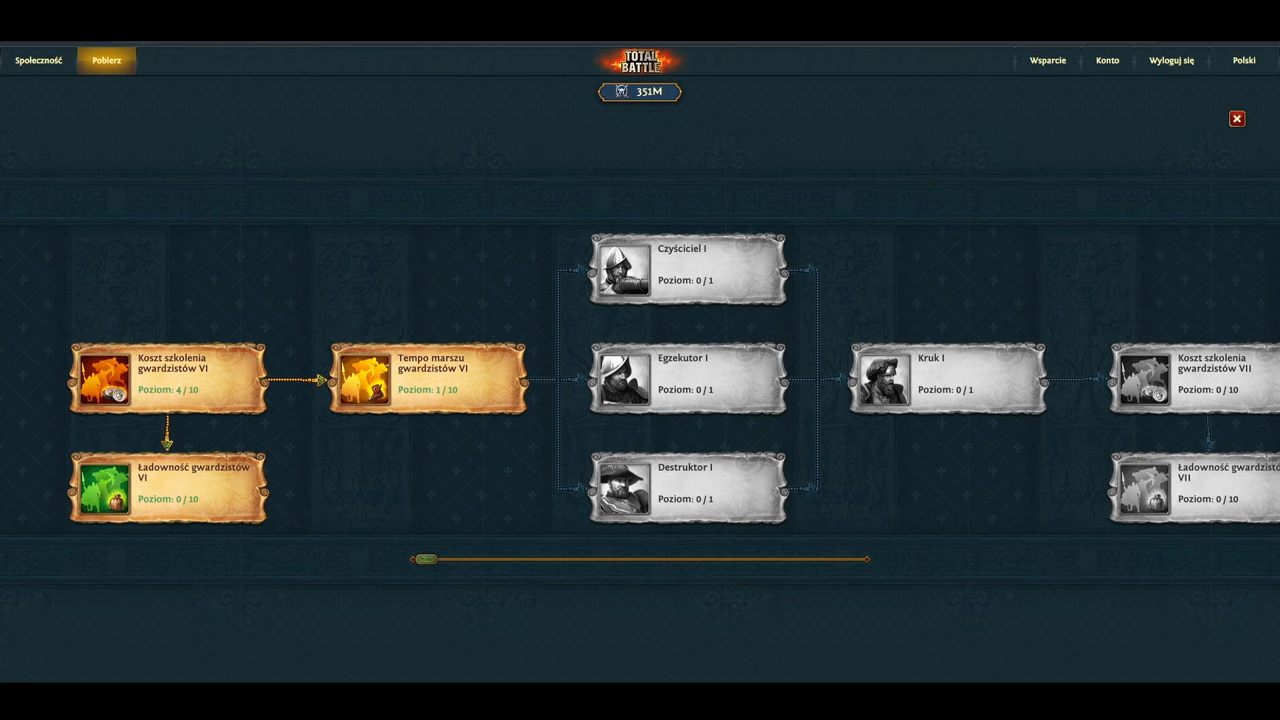 Społeczność
Pobierz
TOTAL
BATTLE
Wsparcie
Konto
Wyloguj się
Polski
351M
Czyściciel I
Poziom: 0 / 1
Koszt szkolenia
gwardzistów VI
Poziom: 4 / 10
Tempo marszu
gwardzistów VI
Poziom: 1 / 10
Egzekutor I
Poziom: 0 / 1
Kruk I
Poziom: 0 / 1
Koszt szkolenia
gwardzistów VII
Poziom: 0 / 10
Ładowność gwardzistów
VI
Poziom: 0 / 10
Destruktor I
Poziom: 0 / 1
Ładowność gwardzistó
VII
Poziom: 0 / 10